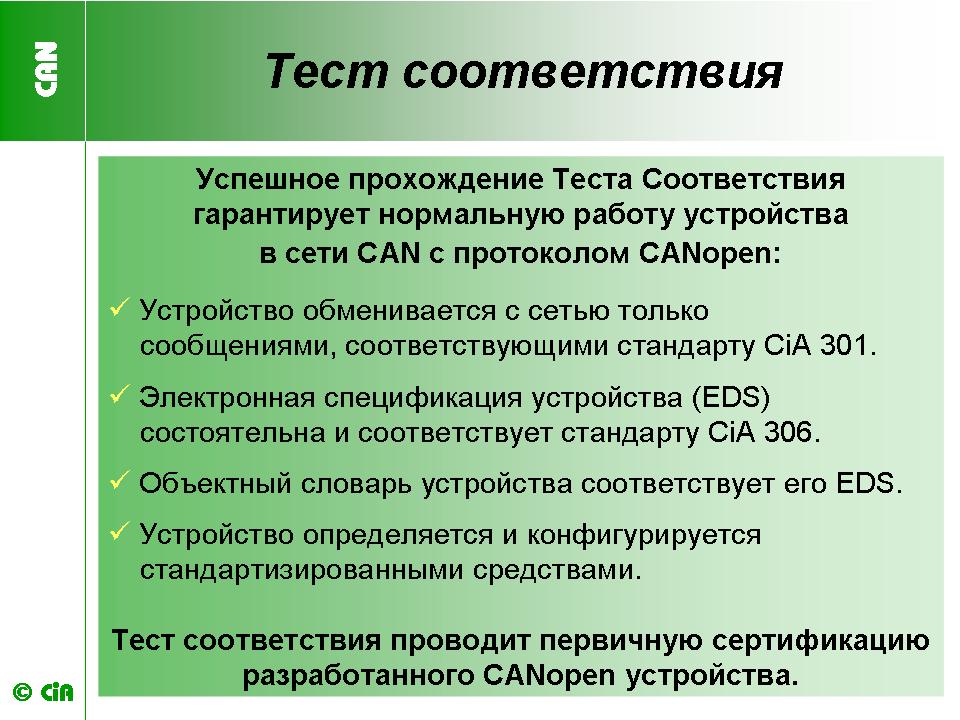 CAN
Тест соответствия
Успешное прохождение Теста Соответствия
гарантирует нормальную работу устройства
в сети CAN с протоколом CANopen:
Устройство обменивается с сетью только
сообщениями, соответствующими стандарту CiA 301.
Электронная спецификация устройства (EDS)
состоятельна и соответствует стандарту CiA 306.
Объектный словарь устройства соответствует его EDS.
Устройство определяется и конфигурируется
стандартизированными средствами.
Тест соответствия проводит первичную сертификацию
разработанного CANopen устройства.
© CiA